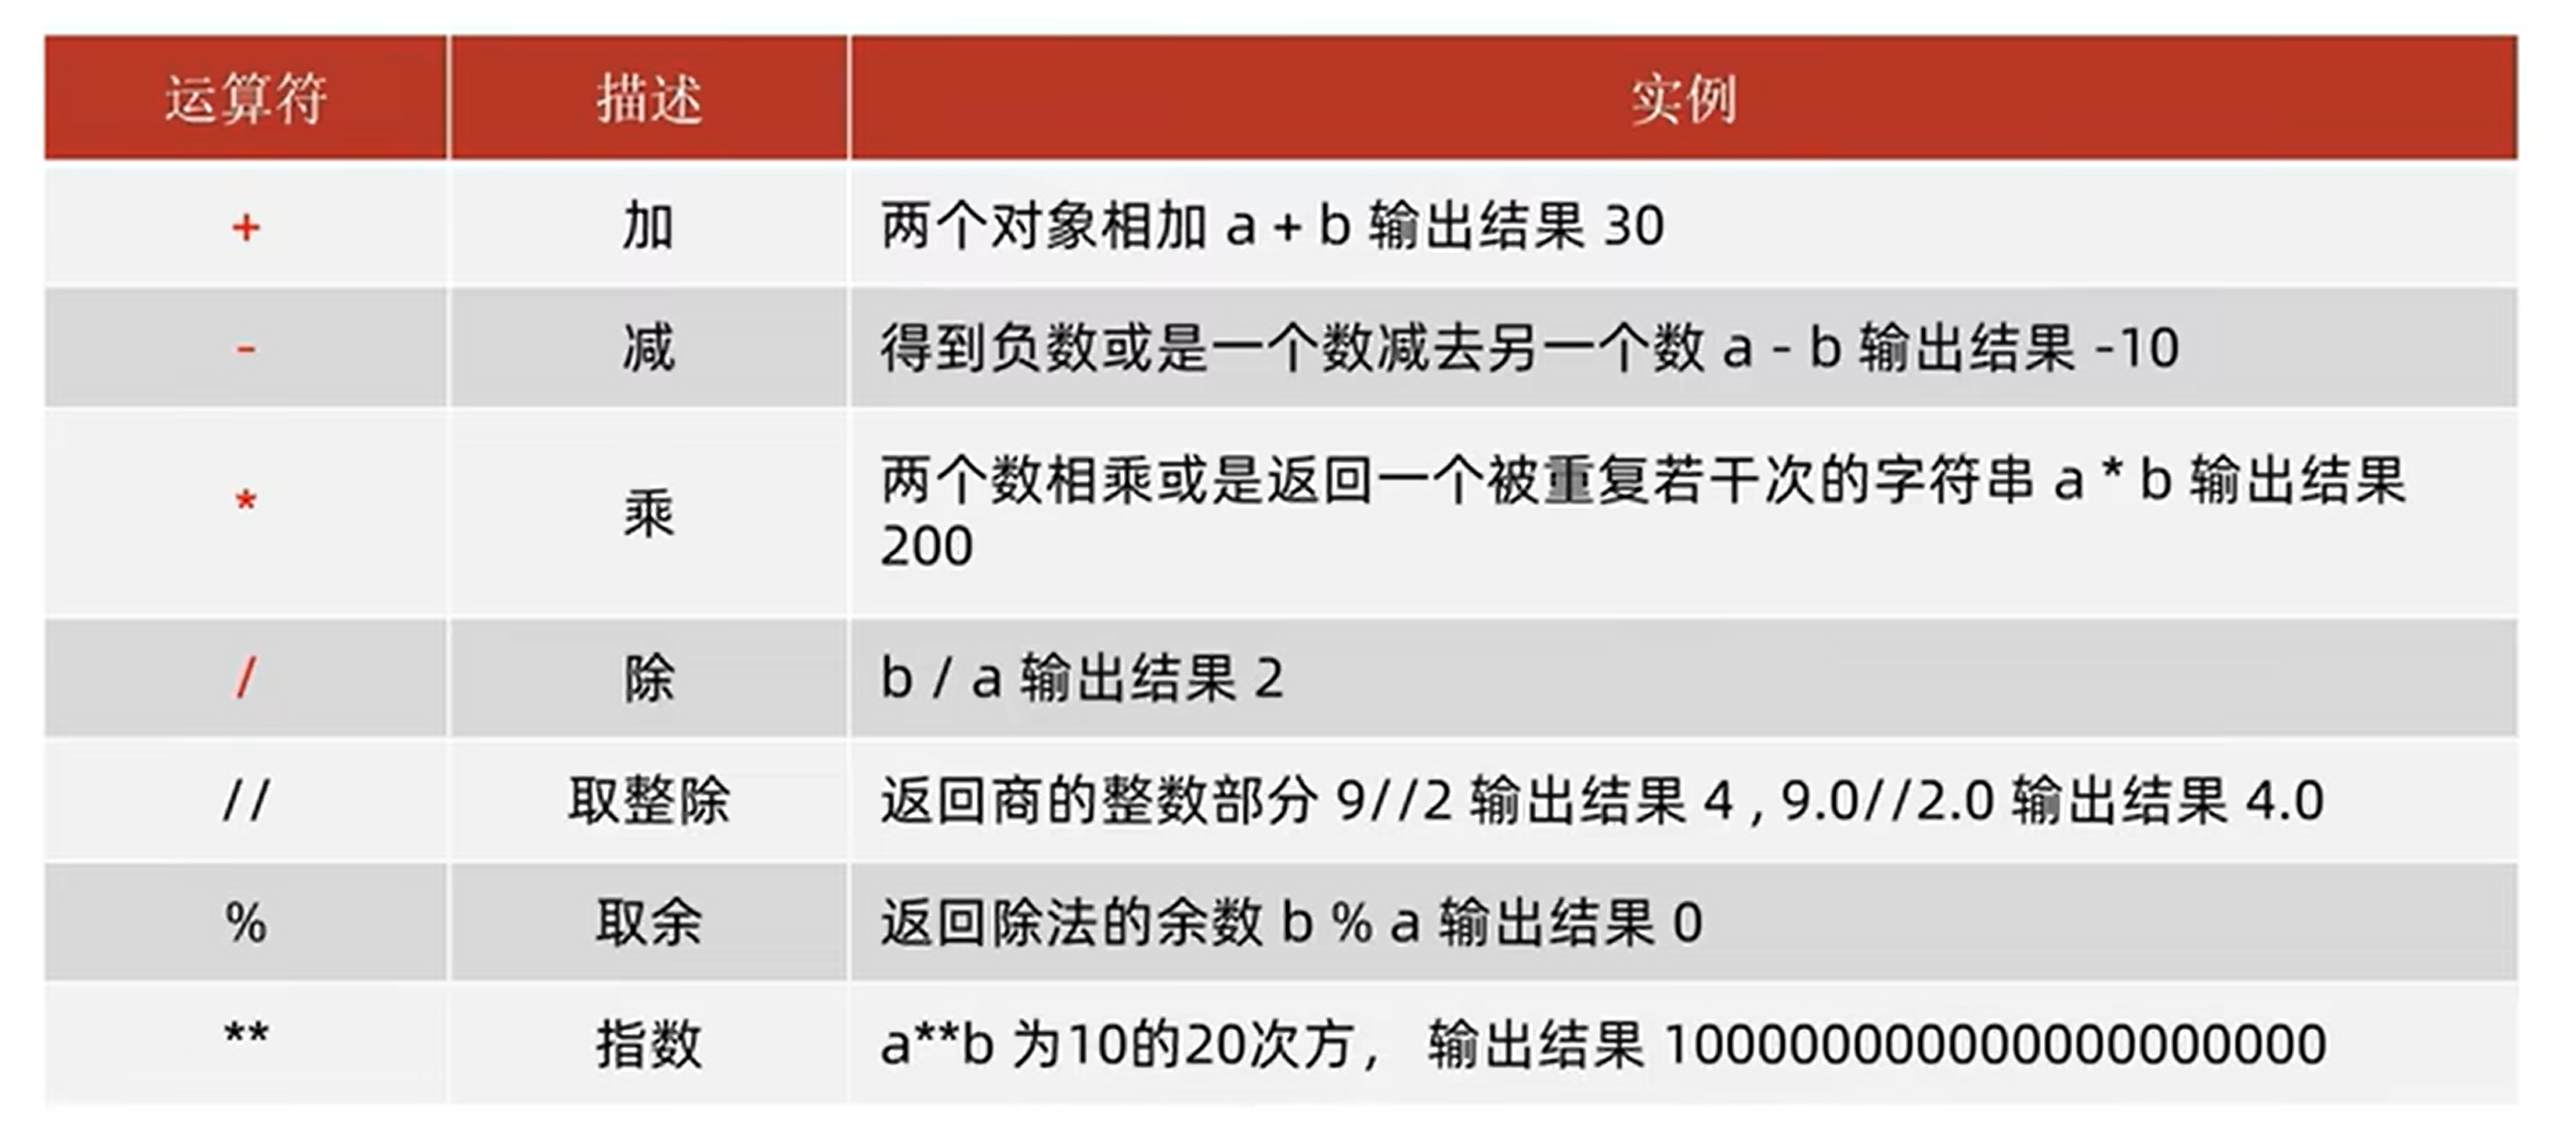 运算符 描述 实例
+ 加 两个对象相加 a + b 输出结果 30
- 减 得到负数或是一个数减去另一个数 a - b 输出结果 -10
* 乘 两个数相乘或是返回一个被重复若干次的字符串 a * b 输出结果
200
/ 除 b / a 输出结果 2
// 取整除 返回商的整数部分 9//2 输出结果 4 , 9.0//2.0 输出结果 4.0
% 取余 返回除法的余数 b % a 输出结果 0
** 指数 a**b 为10的20次方， 输出结果 100000000000000000000